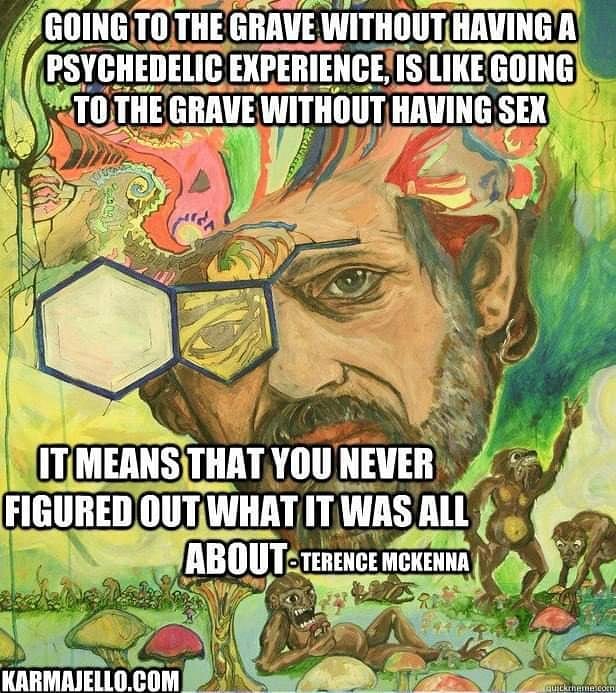 GOING TO THE GRAVE WITHOUT HAVING A
PSYCHEDELIC EXPERIENCE, IS LIKE GOING
TO THE GRAVE WITHOUT HAVING SEX
IT MEANS THAT YOU NEVER
FIGURED OUT WHAT IT WAS ALL
ABOUT - TERENCE MCKENNA
KARMAJELLO.COM
quickmeme.com